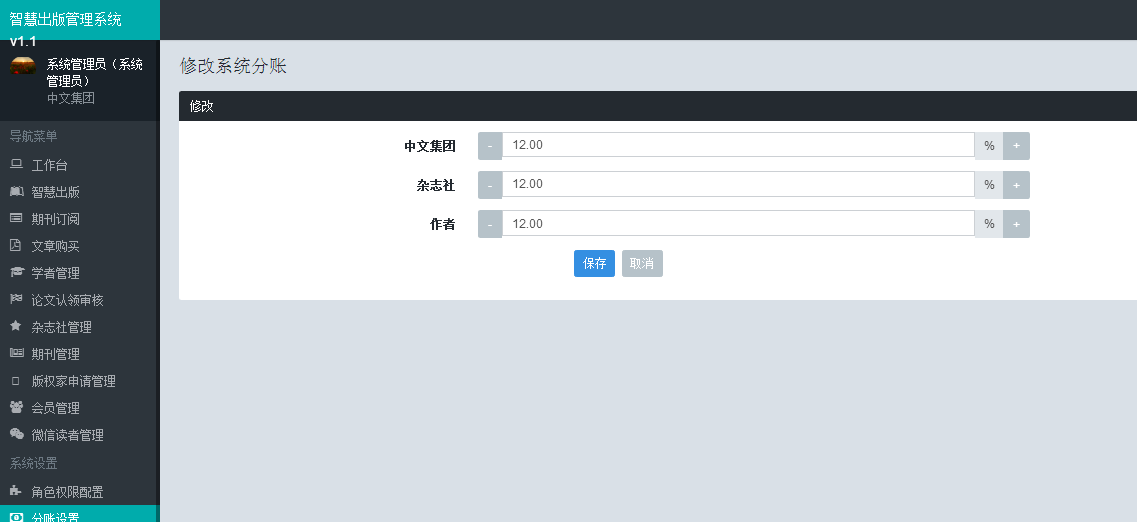 智慧出版管理系统
v1.1
系统管理员（系统
管理员）
中文集团
导航菜单
工作台
智慧出版
期刊订阅
文章购买
学者管理
论文认领审核
杂志社管理
期刊管理
版权家申请管理
会员管理
微信读者管理
系统设置
角色权限配置
分账设置
修改系统分账
修改
中文集团 - 12.00 % +
杂志社 - 12.00 % +
作者 - 12.00 % +
保存 取消